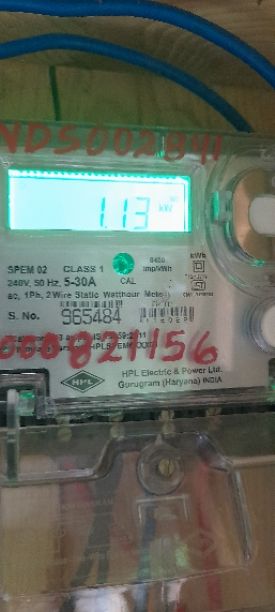 NDS002841
1.13 kW
SPEM 02 CLASS 1
6400 imp/kWh
kWh
240V, 50 Hz, 5-30A CAL
ac, 1Ph, 2 Wire Static Watthour Meter
S. No. 965484
000821156
HPL
HPL Electric & Power Ltd.
Gurugram (Haryana) INDIA